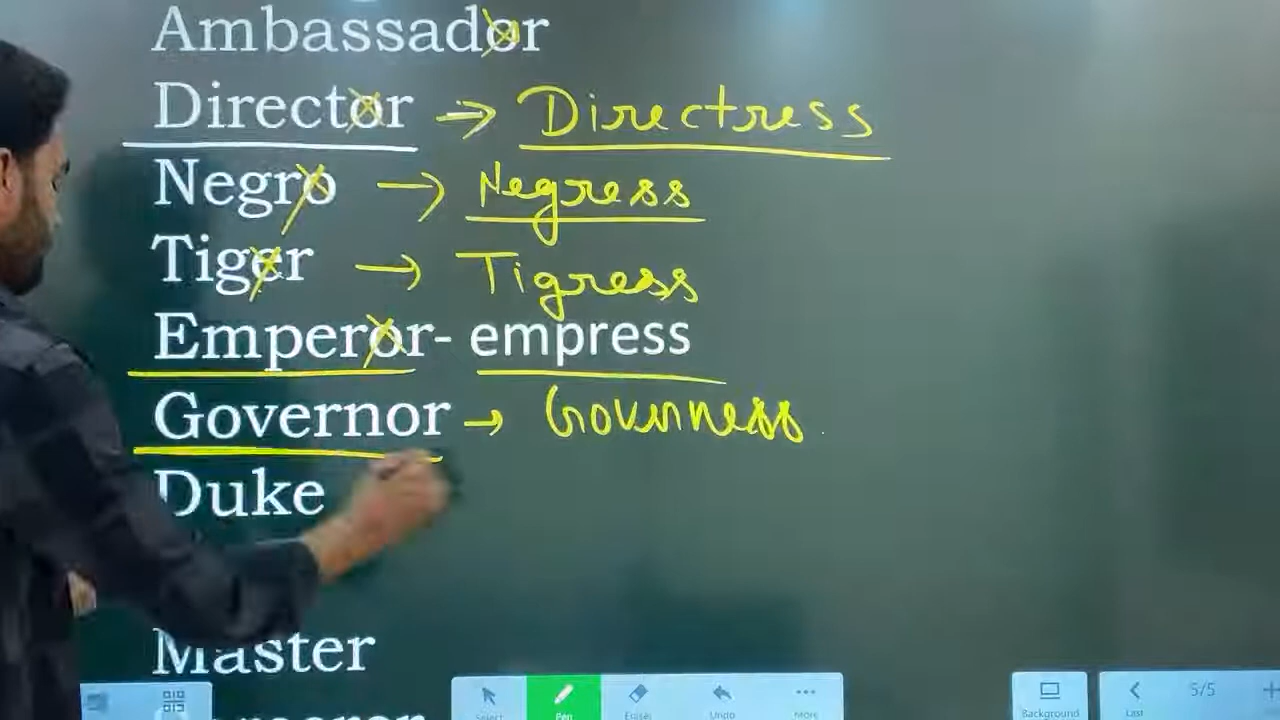 Ambassador
Director → Directress
Negro → Negress
Tiger → Tigress
Emperor- empress
Governor → Governess
Duke
Master
Select Pen Eraser Undo More Background Last 5/5